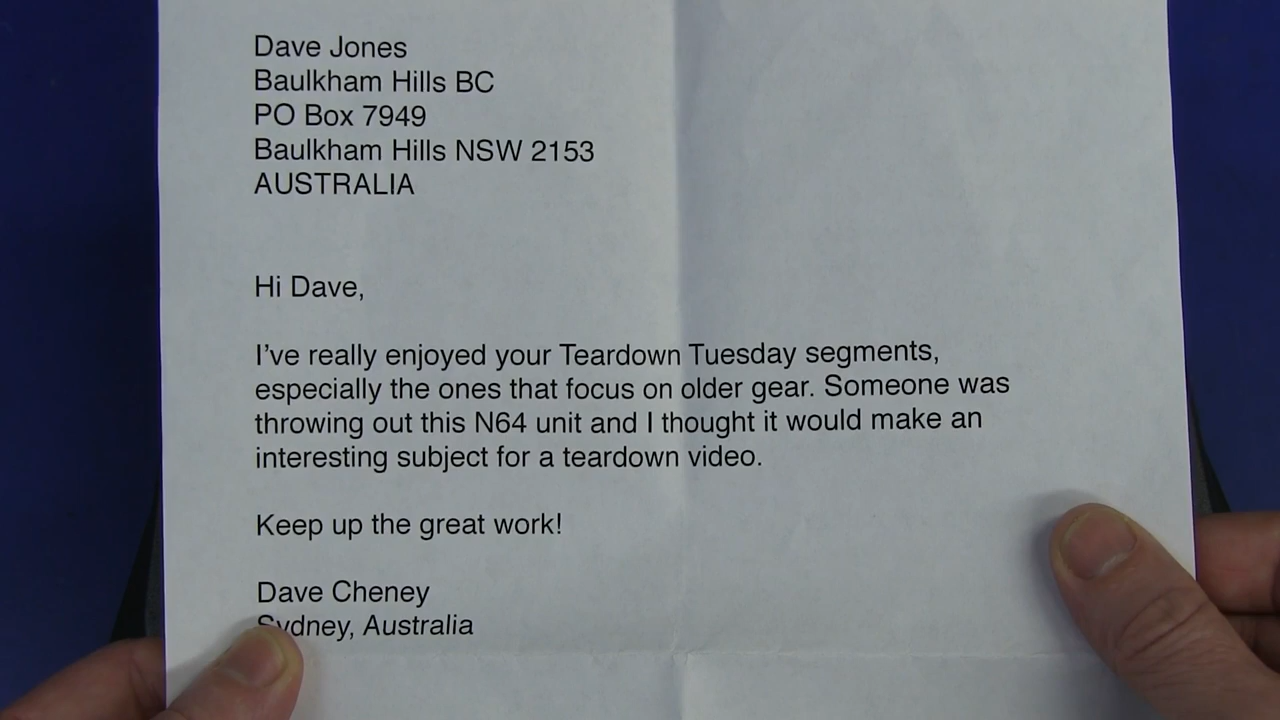 Dave Jones
Baulkham Hills BC
PO Box 7949
Baulkham Hills NSW 2153
AUSTRALIA
Hi Dave,
I've really enjoyed your Teardown Tuesday segments,
especially the ones that focus on older gear. Someone was
throwing out this N64 unit and I thought it would make an
interesting subject for a teardown video.
Keep up the great work!
Dave Cheney
Sydney, Australia